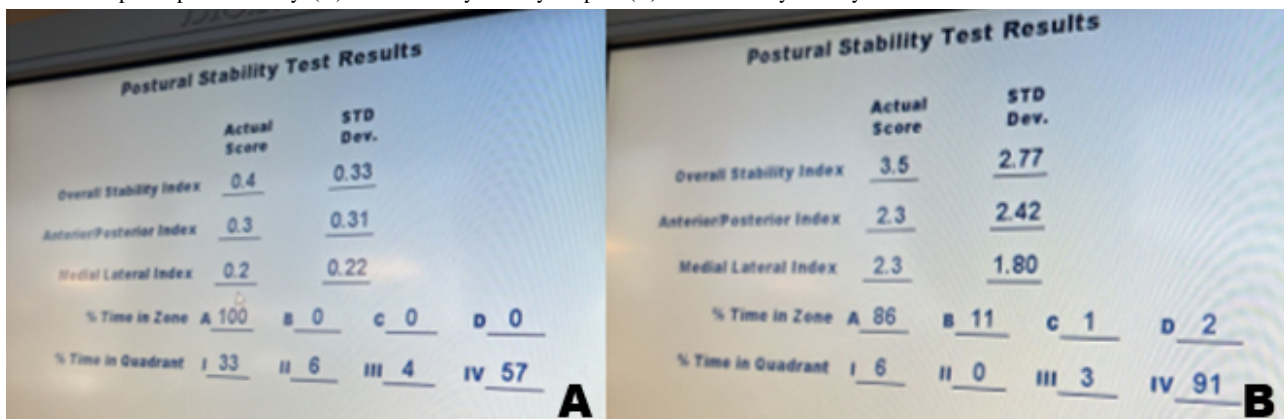 Postural Stability Test Results
Actual Score
STD Dev.
Overall Stability Index 0.4 0.33
Anterior/Posterior Index 0.3 0.31
Medial Lateral Index 0.2 0.22
% Time in Zone A 100 B 0 C 0 D 0
% Time in Quadrant I 33 II 6 III 4 IV 57
A
Postural Stability Test Results
Actual Score
STD Dev.
Overall Stability Index 3.5 2.77
Anterior/Posterior Index 2.3 2.42
Medial Lateral Index 2.3 1.80
% Time in Zone A 86 B 11 C 1 D 2
% Time in Quadrant I 6 II 0 III 3 IV 91
B